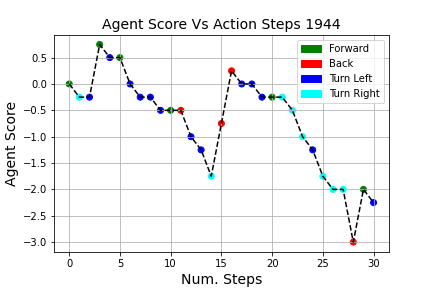 Agent Score Vs Action Steps 1944
Agent Score
0.5
0.0
−0.5
−1.0
−1.5
−2.0
−2.5
−3.0
Forward
Back
Turn Left
Turn Right
0 5 10 15 20 25 30
Num. Steps